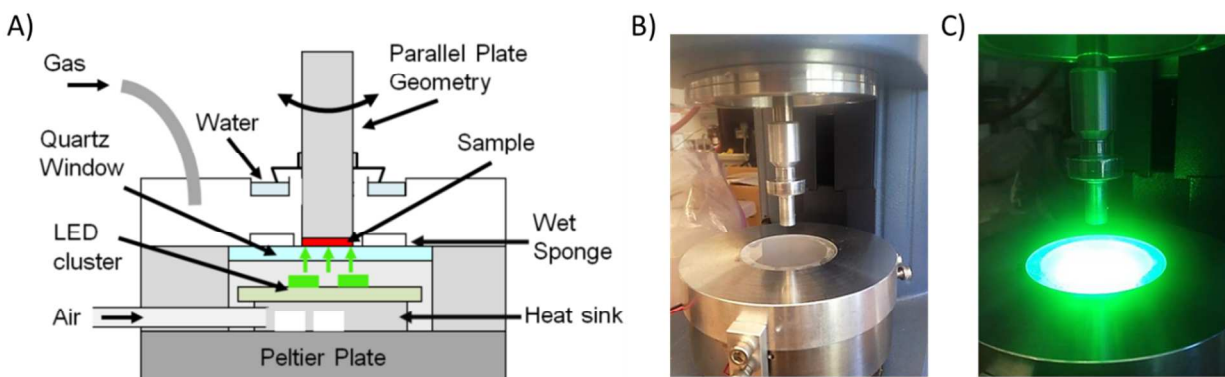 A)
Gas
Water
Quartz
Window
LED
cluster
Air
Parallel Plate
Geometry
Sample
Wet
Sponge
Heat sink
Peltier Plate
B)
C)